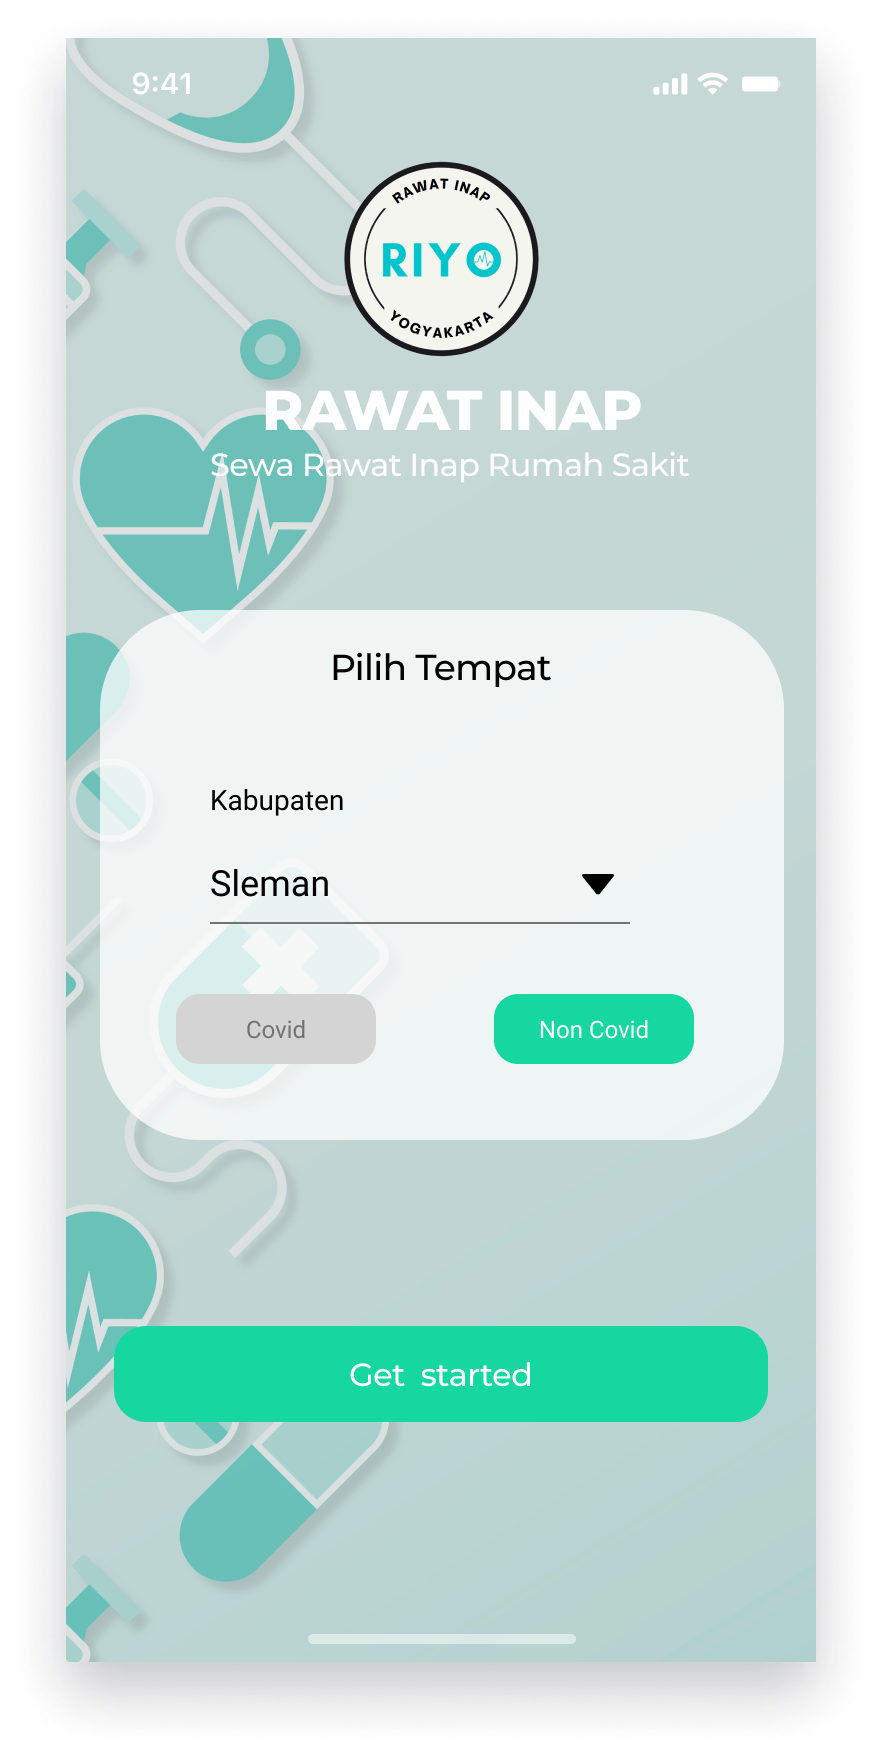 9:41
RAWAT INAP
RIYO
YOGYAKARTA
RAWAT INAP
Sewa Rawat Inap Rumah Sakit
Pilih Tempat
Kabupaten
Sleman
Covid
Non Covid
Get started